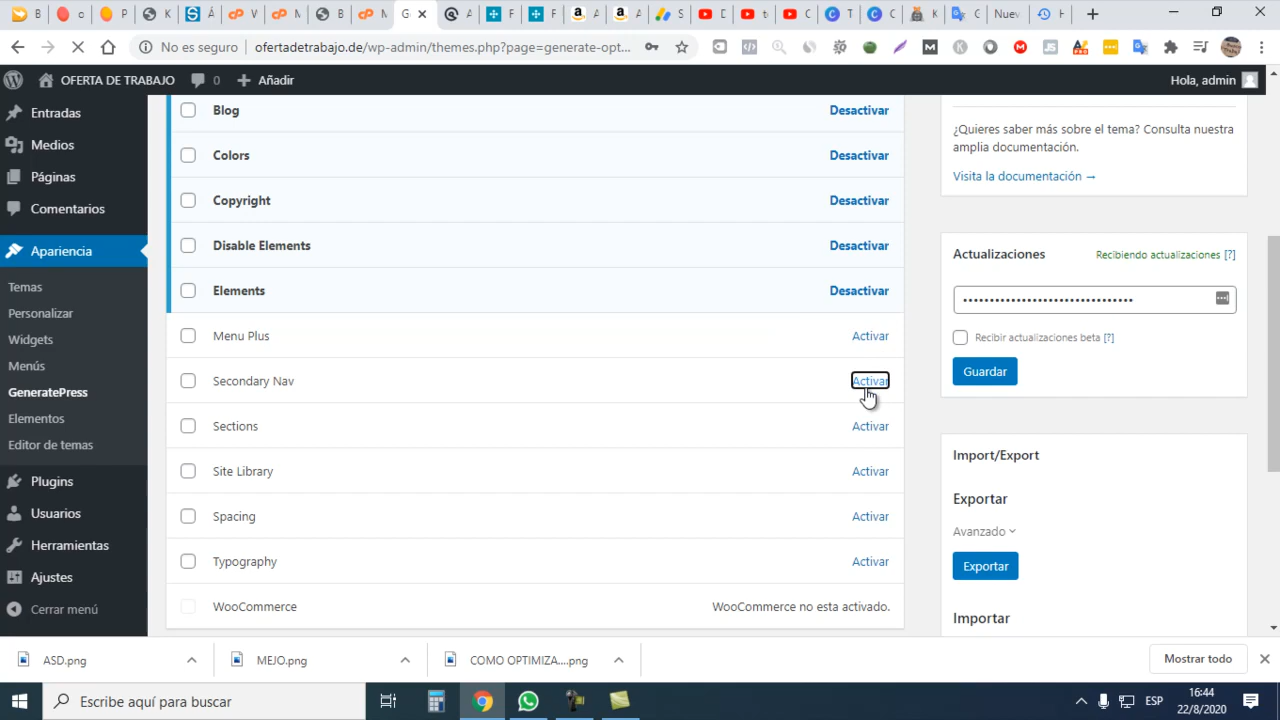 No es seguro
ofertadetrabajo.de/wp-admin/themes.php?page=generate-opt...
OFERTA DE TRABAJO
0
Añadir
Hola, admin
Entradas
Medios
Páginas
Comentarios
Apariencia
Temas
Personalizar
Widgets
Menús
GeneratePress
Elementos
Editor de temas
Plugins
Usuarios
Herramientas
Ajustes
Cerrar menú
Blog Desactivar
Colors Desactivar
Copyright Desactivar
Disable Elements Desactivar
Elements Desactivar
Menu Plus Activar
Secondary Nav Activar
Sections Activar
Site Library Activar
Spacing Activar
Typography Activar
WooCommerce WooCommerce no esta activado.
¿Quieres saber más sobre el tema? Consulta nuestra
amplia documentación.
Visita la documentación →
Actualizaciones Recibiendo actualizaciones [?]
Recibir actualizaciones beta [?]
Guardar
Import/Export
Exportar
Avanzado
Exportar
Importar
ASD.png
MEJO.png
COMO OPTIMIZA....png
Mostrar todo
Escribe aquí para buscar
ESP
16:44
22/8/2020